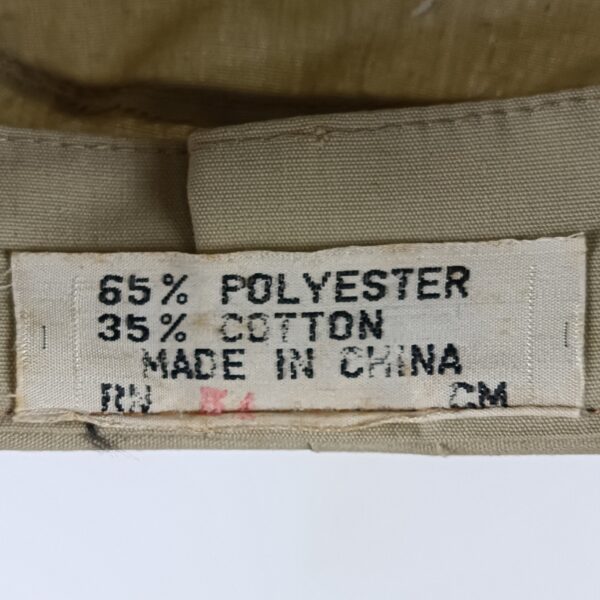 65% POLYESTER
35% COTTON
MADE IN CHINA
RN CM